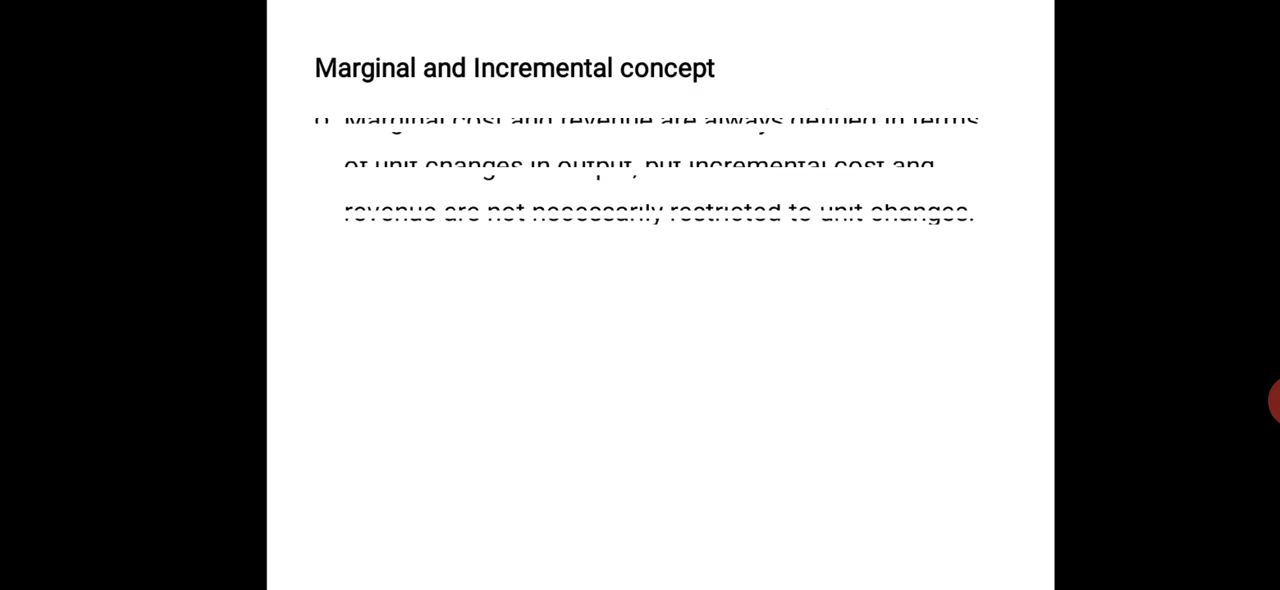 Marginal and Incremental concept
o Marginal cost and revenue are always defined in terms
of unit changes in output, but incremental cost and
revenue are not necessarily restricted to unit changes.